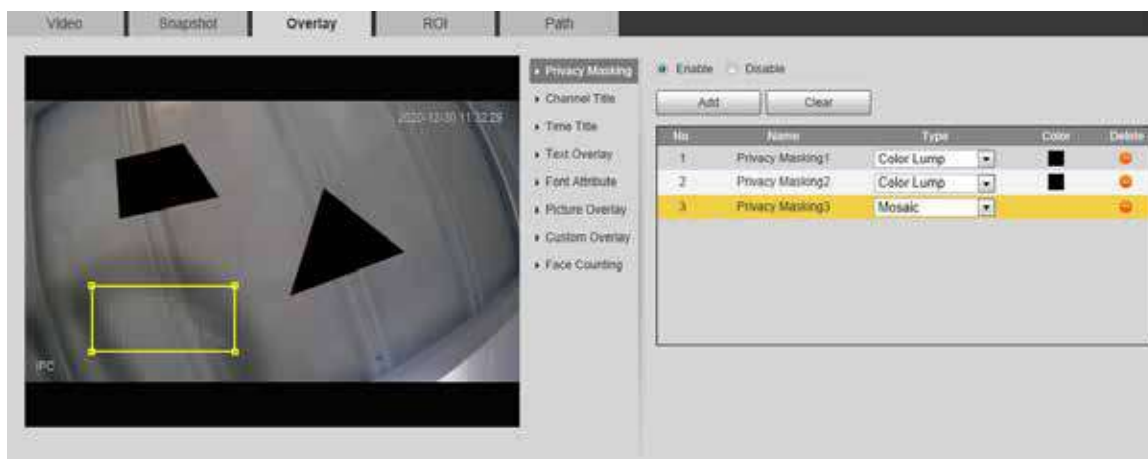 Video Snapshot Overlay ROI Path
2020-12-30 11:32:29
IPC
Privacy Masking
Channel Title
Time Title
Text Overlay
Font Attribute
Picture Overlay
Custom Overlay
Face Counting
Enable Disable
Add Clear
No. Name Type Color Delete
1 Privacy Masking1 Color Lump
2 Privacy Masking2 Color Lump
3 Privacy Masking3 Mosaic